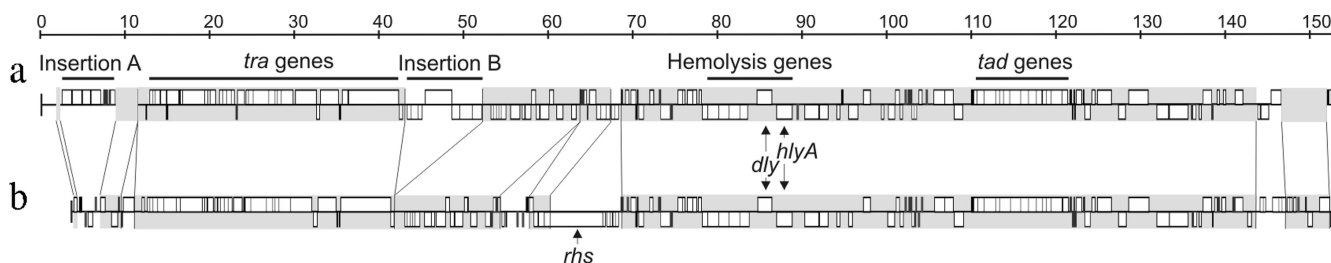 0 10 20 30 40 50 60 70 80 90 100 110 120 130 140 150
Insertion A tra genes Insertion B Hemolysis genes tad genes
a
dly hlyA
b
rhs